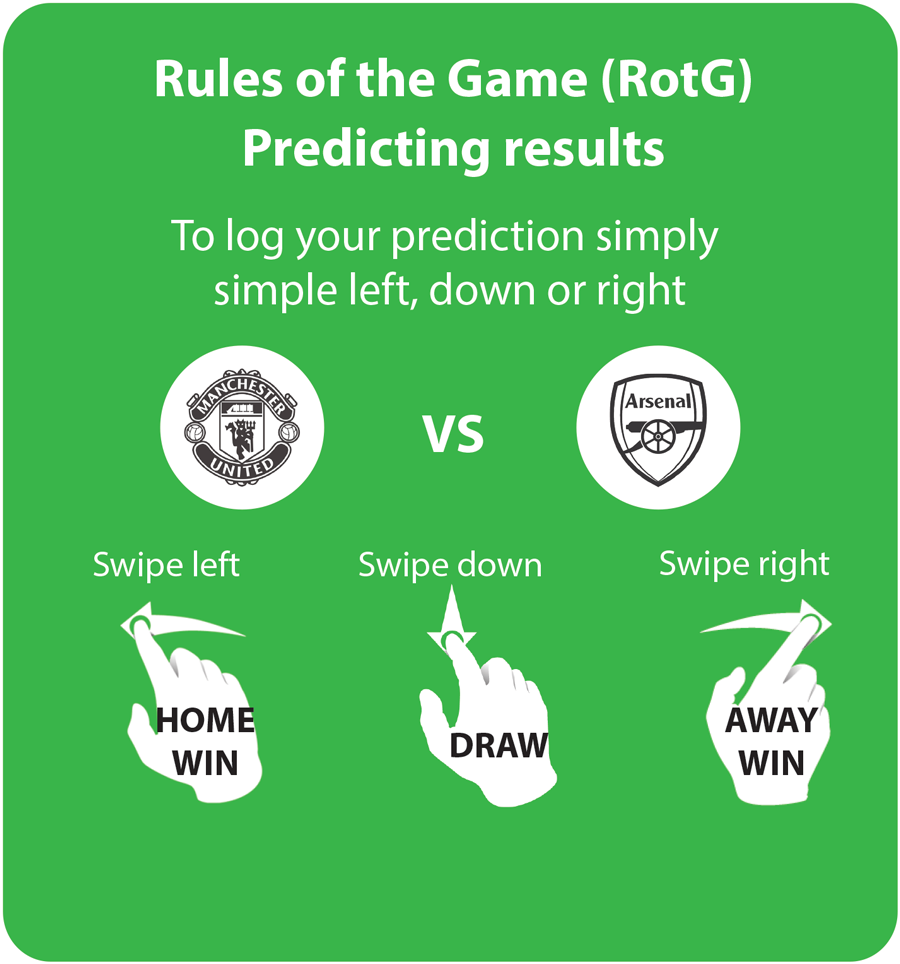 Rules of the Game (RotG)
Predicting results
To log your prediction simply
simple left, down or right
MANCHESTER
UNITED
VS
Arsenal
Swipe left
Swipe down
Swipe right
HOME
WIN
DRAW
AWAY
WIN